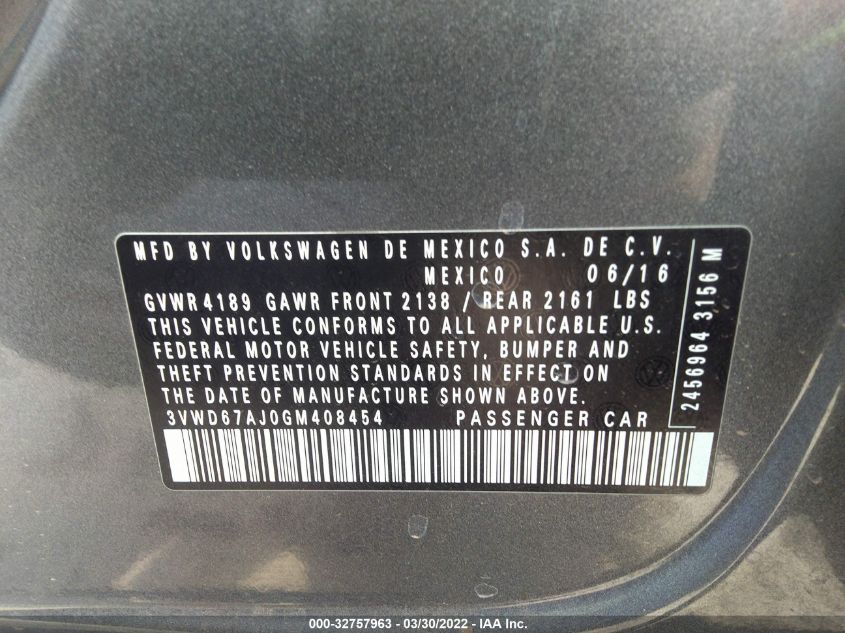 MFD BY VOLKSWAGEN DE MEXICO S.A. DE C.V.
MEXICO 06/16
GVWR 4189 GAWR FRONT 2138 / REAR 2161 LBS
THIS VEHICLE CONFORMS TO ALL APPLICABLE U.S.
FEDERAL MOTOR VEHICLE SAFETY, BUMPER AND
THEFT PREVENTION STANDARDS IN EFFECT ON
THE DATE OF MANUFACTURE SHOWN ABOVE.
3VWD67AJ0GM408454 PASSENGER CAR
2456964 3156 M
000-32757963 - 03/30/2022 - IAA Inc.